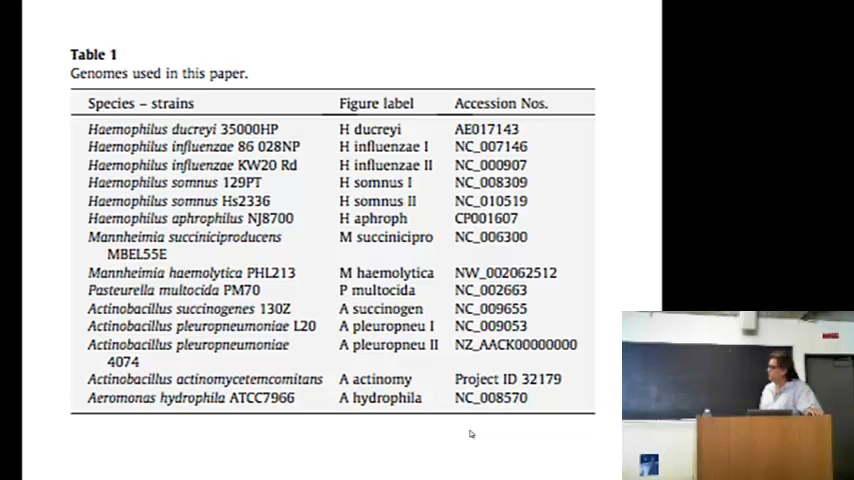 Table 1
Genomes used in this paper.
Species – strains Figure label Accession Nos.
Haemophilus ducreyi 35000HP H ducreyi AE017143
Haemophilus influenzae 86 028NP H influenzae I NC_007146
Haemophilus influenzae KW20 Rd H influenzae II NC_000907
Haemophilus somnus 129PT H somnus I NC_008309
Haemophilus somnus Hs2336 H somnus II NC_010519
Haemophilus aphrophilus NJ8700 H aphroph CP001607
Mannheimia succiniciproducens M succinicipro NC_006300
MBEL55E
Mannheimia haemolytica PHL213 M haemolytica NW_002062512
Pasteurella multocida PM70 P multocida NC_002663
Actinobacillus succinogenes 130Z A succinogen NC_009655
Actinobacillus pleuropneumoniae L20 A pleuropneu I NC_009053
Actinobacillus pleuropneumoniae A pleuropneu II NZ_AACK00000000
4074
Actinobacillus actinomycetemcomitans A actinomy Project ID 32179
Aeromonas hydrophila ATCC7966 A hydrophila NC_008570